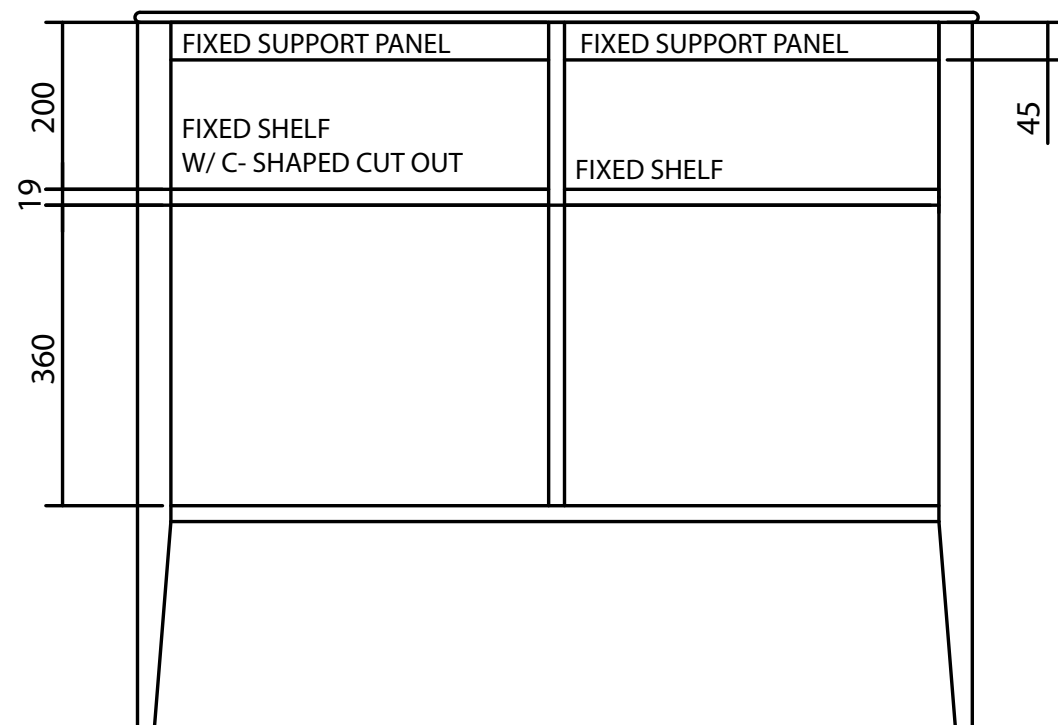 FIXED SUPPORT PANEL
FIXED SUPPORT PANEL
200
45
FIXED SHELF
W/ C- SHAPED CUT OUT
FIXED SHELF
19
360